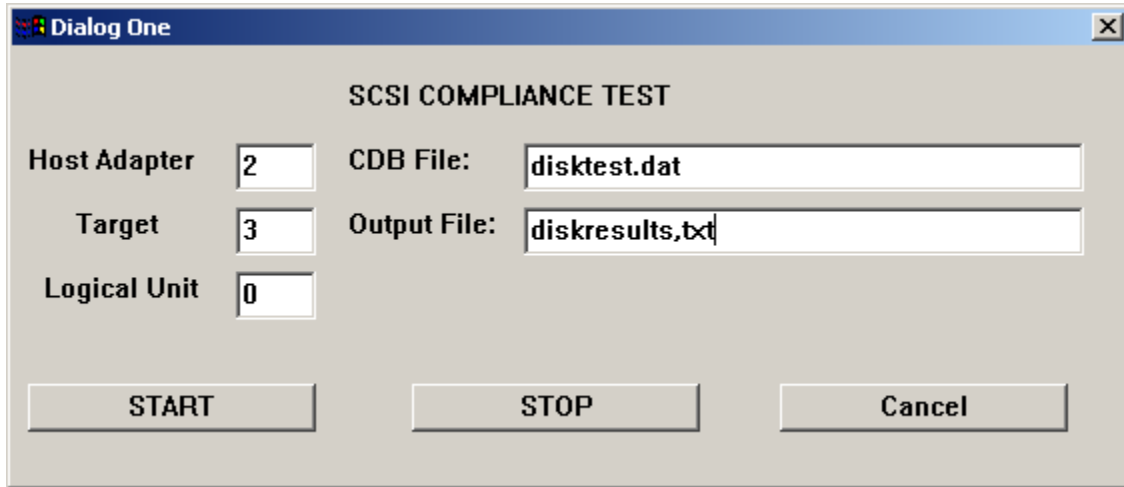 Dialog One
SCSI COMPLIANCE TEST
Host Adapter 2 CDB File: disktest.dat
Target 3 Output File: diskresults,txt
Logical Unit 0
START STOP Cancel